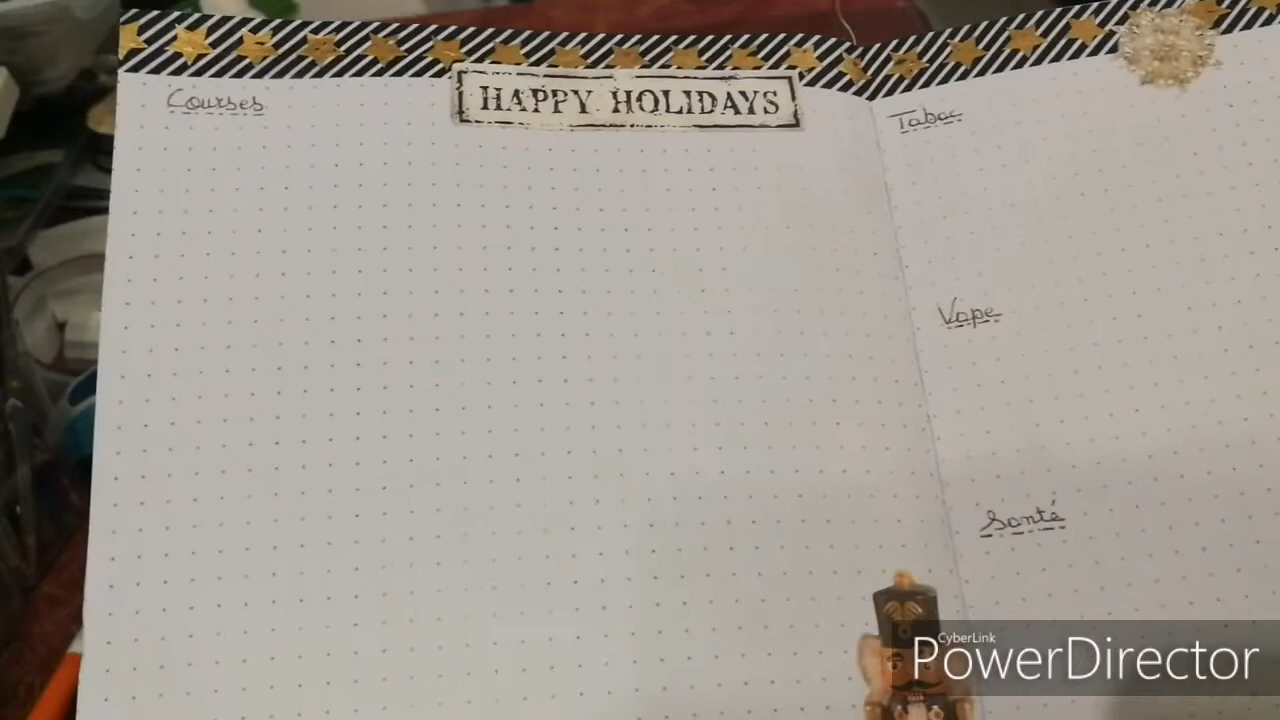 Courses
HAPPY HOLIDAYS
Tabac
Vape
Santé
CyberLink
PowerDirector